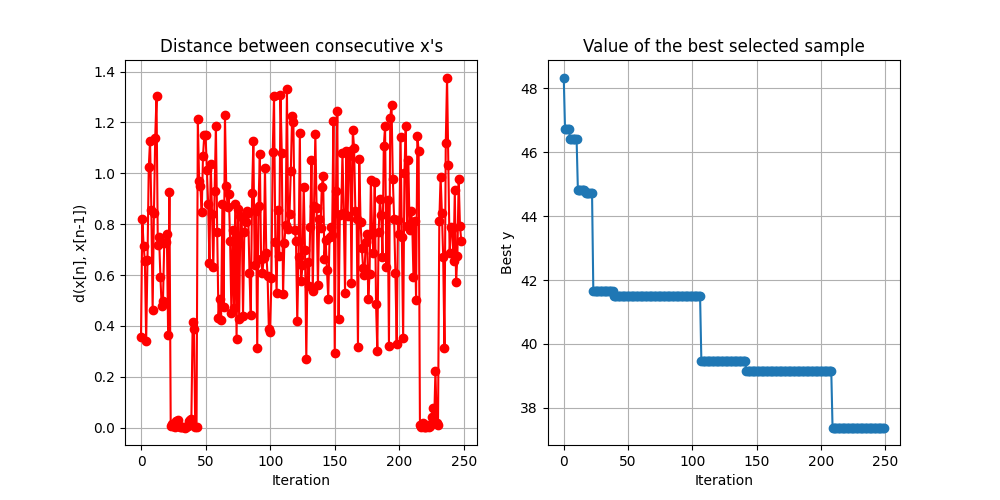 Distance between consecutive x's
d(x[n], x[n-1])
1.4
1.2
1.0
0.8
0.6
0.4
0.2
0.0
0 50 100 150 200 250
Iteration
Value of the best selected sample
Best y
48
46
44
42
40
38
0 50 100 150 200 250
Iteration